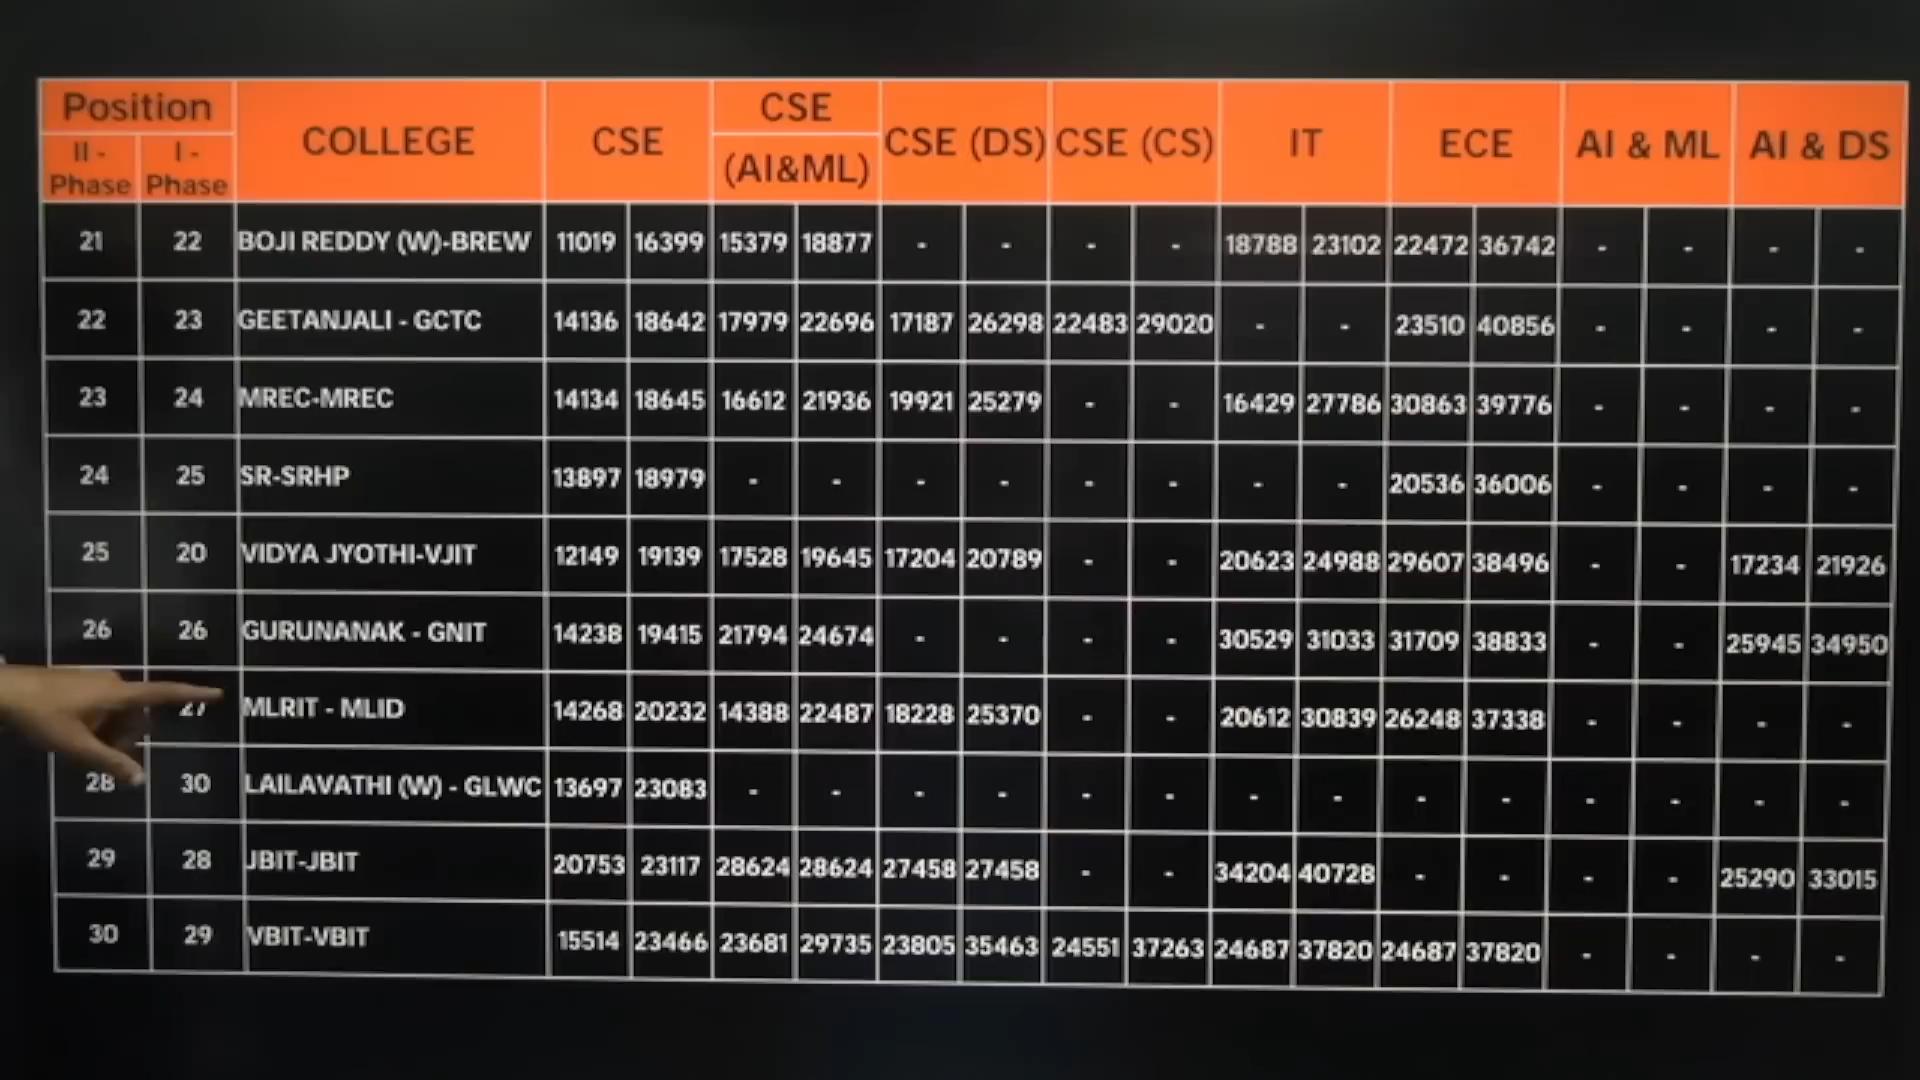 Position COLLEGE CSE CSE (AI&ML) CSE (DS) CSE (CS) IT ECE AI & ML AI & DS
II - Phase I - Phase
21 22 BOJI REDDY (W)-BREW 11019 16399 15379 18877 - - - - 18788 23102 22472 36742 - - - -
22 23 GEETANJALI - GCTC 14136 18642 17979 22696 17187 26298 22483 29020 - - 23510 40856 - - - -
23 24 MREC-MREC 14134 18645 16612 21936 19921 25279 - - 16429 27786 30863 39776 - - - -
24 25 SR-SRHP 13897 18979 - - - - - - - - 20536 36006 - - - -
25 20 VIDYA JYOTHI-VJIT 12149 19139 17528 19645 17204 20789 - - 20623 24988 29607 38496 - - 17234 21926
26 26 GURUNANAK - GNIT 14238 19415 21794 24674 - - - - 30529 31033 31709 38833 - - 25945 34950
27 MLRIT - MLID 14268 20232 14388 22487 18228 25370 - - 20612 30839 26248 37338 - - - -
28 30 LAILAVATHI (W) - GLWC 13697 23083 - - - - - - - - - - - - - -
29 28 JBIT-JBIT 20753 23117 28624 28624 27458 27458 - - 34204 40728 - - - - 25290 33015
30 29 VBIT-VBIT 15514 23466 23681 29735 23805 35463 24551 37263 24687 37820 24687 37820 - - - -